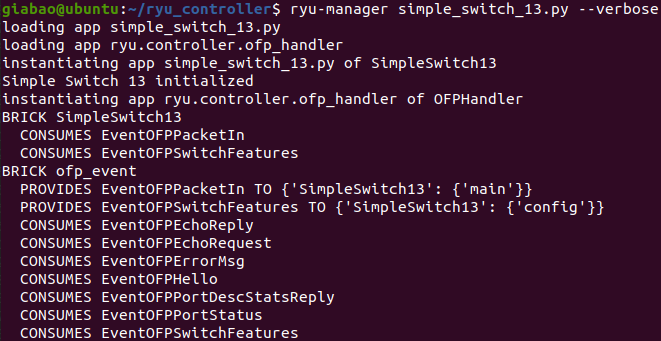 giabao@ubuntu:~/ryu_controller$ ryu-manager simple_switch_13.py --verbose
loading app simple_switch_13.py
loading app ryu.controller.ofp_handler
instantiating app simple_switch_13.py of SimpleSwitch13
Simple Switch 13 initialized
instantiating app ryu.controller.ofp_handler of OFPHandler
BRICK SimpleSwitch13
  CONSUMES EventOFPPacketIn
  CONSUMES EventOFPSwitchFeatures
BRICK ofp_event
  PROVIDES EventOFPPacketIn TO {'SimpleSwitch13': {'main'}}
  PROVIDES EventOFPSwitchFeatures TO {'SimpleSwitch13': {'config'}}
  CONSUMES EventOFPEchoReply
  CONSUMES EventOFPEchoRequest
  CONSUMES EventOFPErrorMsg
  CONSUMES EventOFPHello
  CONSUMES EventOFPPortDescStatsReply
  CONSUMES EventOFPPortStatus
  CONSUMES EventOFPSwitchFeatures